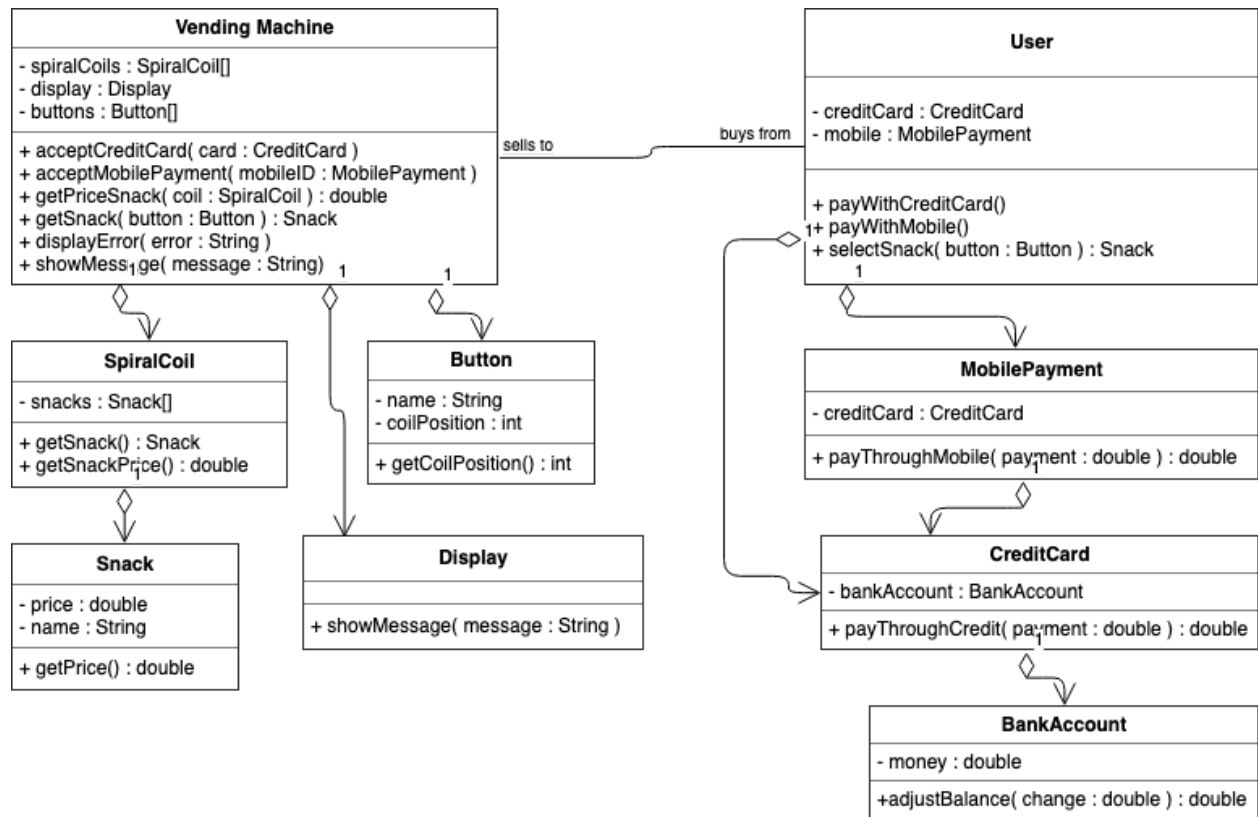 Vending Machine
- spiralCoils : SpiralCoil[]
- display : Display
- buttons : Button[]
+ acceptCreditCard( card : CreditCard )
+ acceptMobilePayment( mobileID : MobilePayment )
+ getPriceSnack( coil : SpiralCoil ) : double
+ getSnack( button : Button ) : Snack
+ displayError( error : String )
+ showMessage( message : String)
1
1
1
sells to
buys from
User
- creditCard : CreditCard
- mobile : MobilePayment
+ payWithCreditCard()
+ payWithMobile()
+ selectSnack( button : Button ) : Snack
1
1
SpiralCoil
- snacks : Snack[]
+ getSnack() : Snack
+ getSnackPrice() : double
1
Button
- name : String
- coilPosition : int
+ getCoilPosition() : int
MobilePayment
- creditCard : CreditCard
+ payThroughMobile( payment : double ) : double
1
Snack
- price : double
- name : String
+ getPrice() : double
Display
+ showMessage( message : String )
CreditCard
- bankAccount : BankAccount
+ payThroughCredit( payment : double ) : double
1
BankAccount
- money : double
+adjustBalance( change : double ) : double